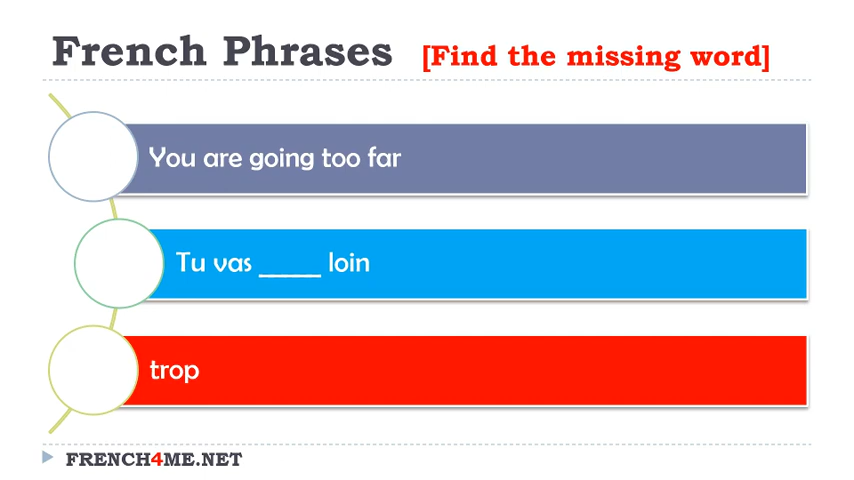 French Phrases [Find the missing word]
You are going too far
Tu vas _____ loin
trop
FRENCH4ME.NET